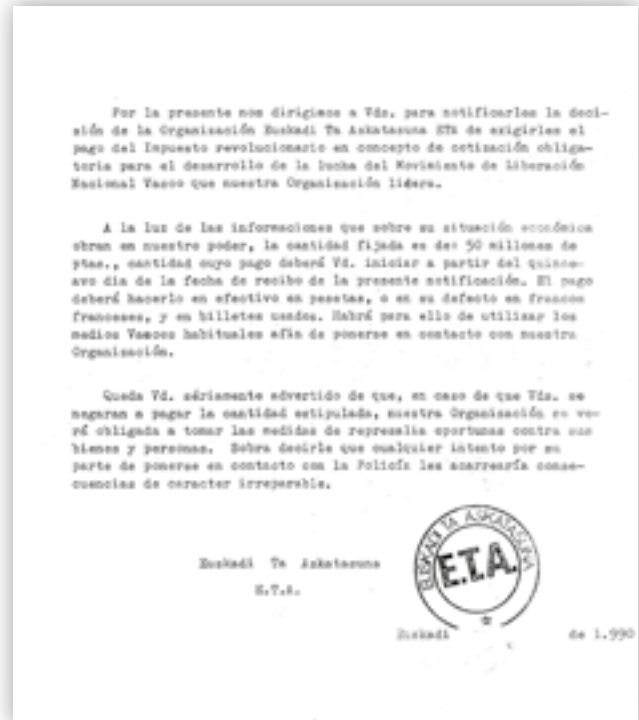 Por la presente nos dirigimos a Vds. para notificarles la deci-
sión de la Organización Euskadi Ta Askatasuna ETA de exigirles el
pago del Impuesto revolucionario en concepto de cotización obliga-
toria para el desarrollo de la lucha del Movimiento de Liberación
Nacional Vasco que nuestra Organización lidera.
A la luz de las informaciones que sobre su situación económica
obran en nuestro poder, la cantidad fijada es de: 50 millones de
ptas., cantidad cuyo pago deberá Vd. iniciar a partir del quince-
avo dia de la fecha de recibo de la presente notificación. El pago
deberá hacerlo en efectivo en pesetas, o en su defecto en francos
franceses, y en billetes usados. Habrá para ello de utilizar los
medios Vascos habituales afin de ponerse en contacto con nuestra
Organización.
Queda Vd. sériamente advertido de que, en caso de que Vds. se
negaran a pagar la cantidad estipulada, nuestra Organización se ve-
rá obligada a tomar las medidas de represalia oportunas contra sus
bienes y personas. Sobra decirle que cualquier intento por su
parte de ponerse en contacto con la Policía les acarrearía conse-
cuencias de caracter irreparable.
Euskadi Ta Askatasuna
E.T.A.
EUSKADI TA ASKATASUNA
E.T.A.
Euskadi de 1.990